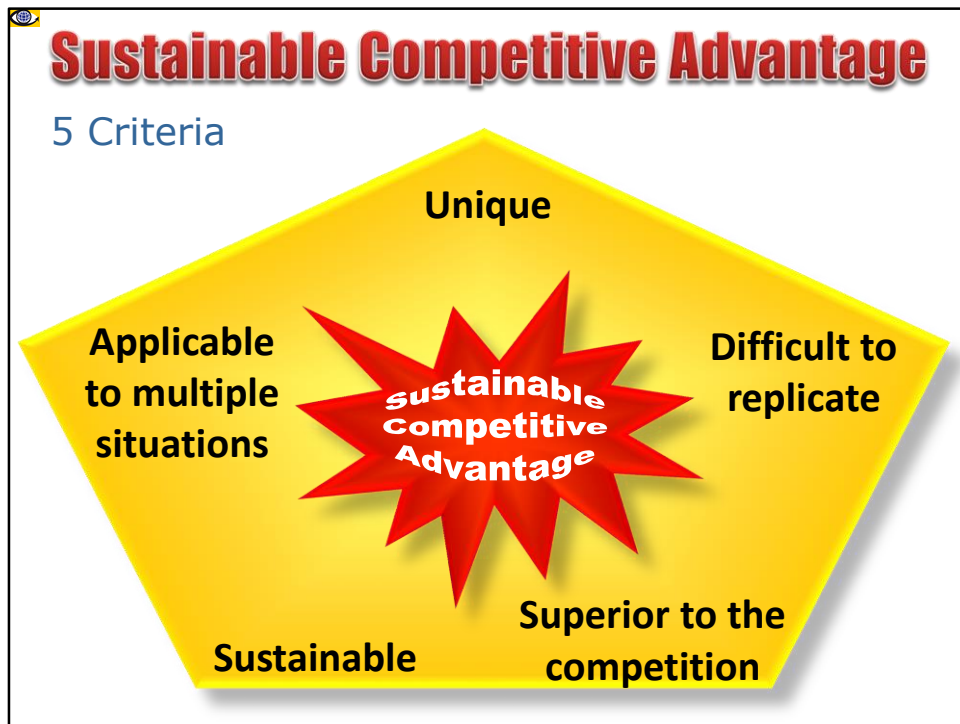 Sustainable Competitive Advantage
5 Criteria
Unique
Applicable
to multiple
situations
Sustainable
Competitive
Advantage
Difficult to
replicate
Superior to the
competition
Sustainable